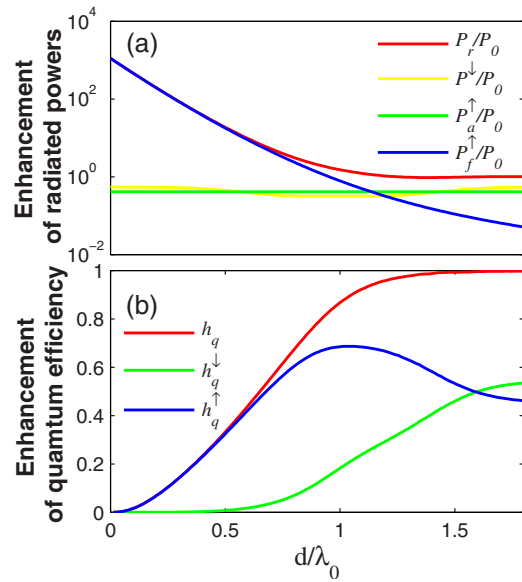 (a)
Enhancement
of radiated powers
10^4
10^2
10^0
10^-2
P_r/P_0
P^↓/P_0
P_a^↑/P_0
P_f^↑/P_0
(b)
Enhancement
of quamtum efficiency
1
0.8
0.6
0.4
0.2
0
h_q
h_q^↓
h_q^↑
0 0.5 1 1.5
d/λ_0